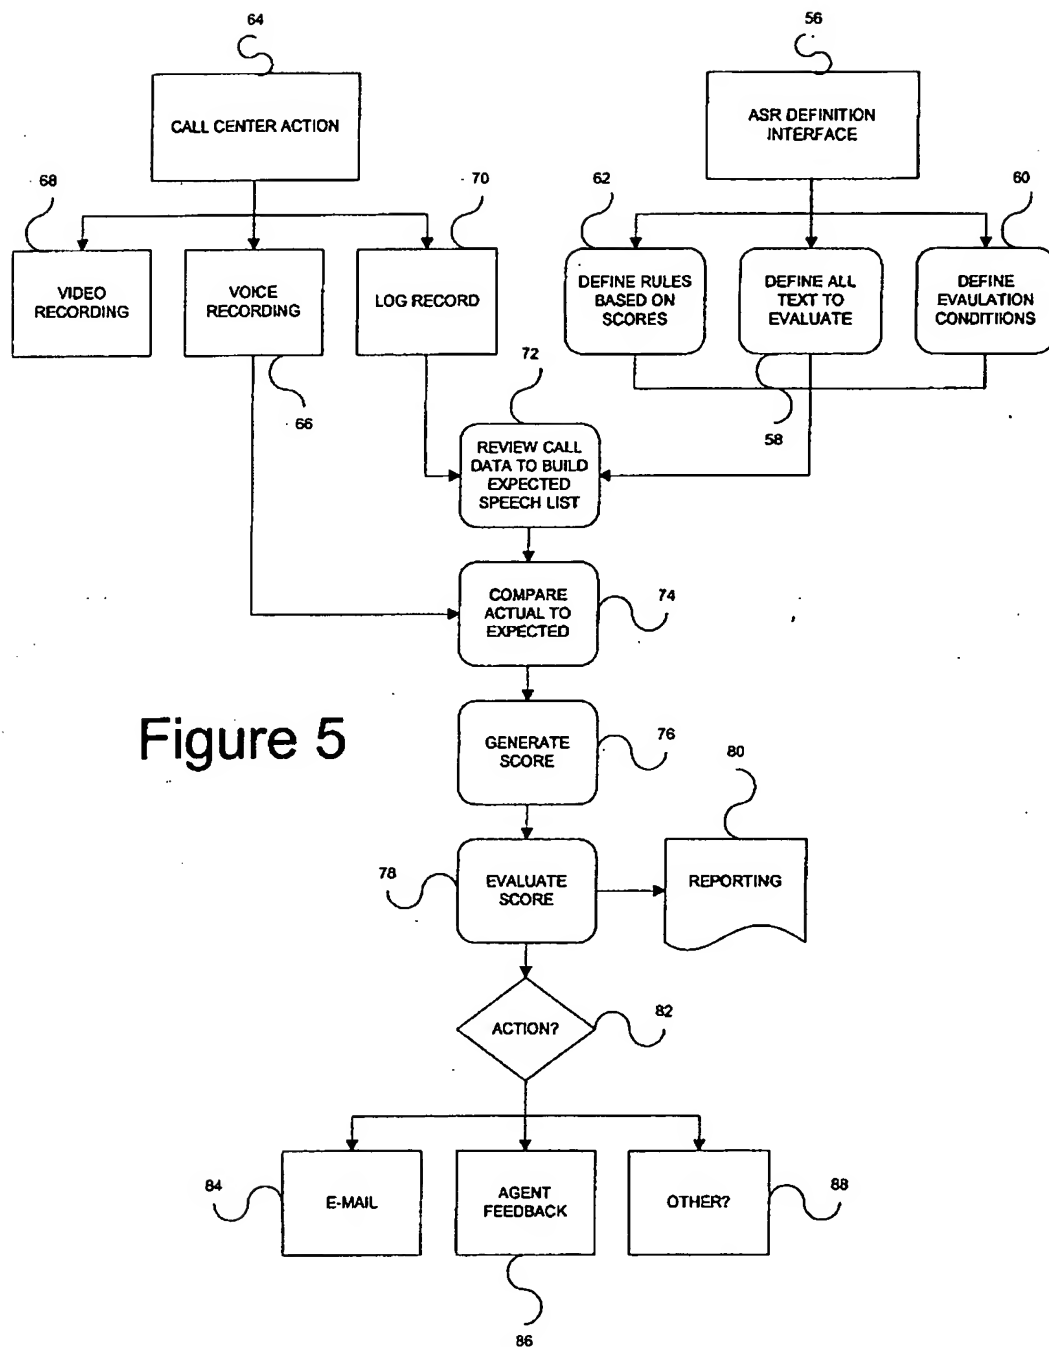 64
56
CALL CENTER ACTION
ASR DEFINITION
INTERFACE
68
70
62
60
VIDEO
RECORDING
VOICE
RECORDING
LOG RECORD
DEFINE RULES
BASED ON
SCORES
DEFINE ALL
TEXT TO
EVALUATE
DEFINE
EVAULATION
CONDITIIONS
72
66
58
REVIEW CALL
DATA TO BUILD
EXPECTED
SPEECH LIST
COMPARE
ACTUAL TO
EXPECTED
74
Figure 5
GENERATE
SCORE
76
80
78
EVALUATE
SCORE
REPORTING
ACTION?
82
84
E-MAIL
AGENT
FEEDBACK
OTHER?
88
86